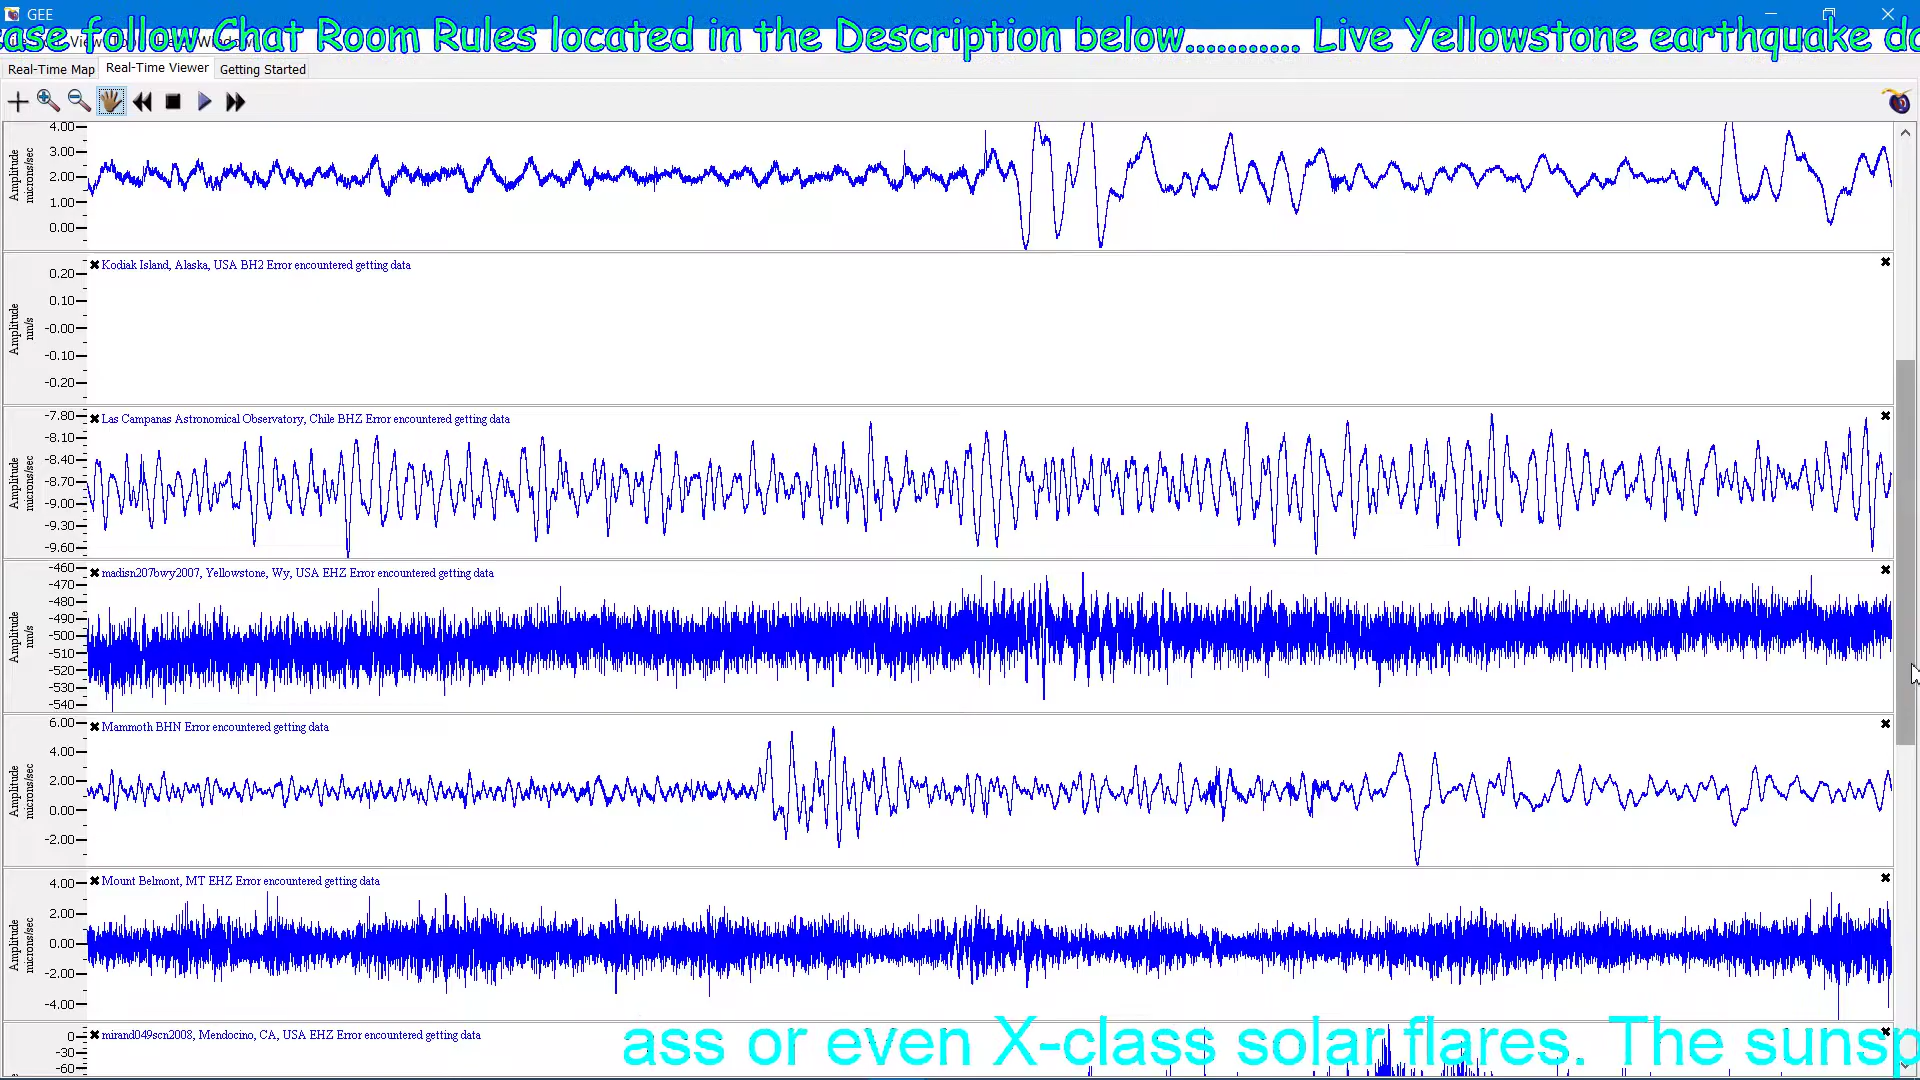 GEE
ase follow Chat Room Rules located in the Description below........... Live Yellowstone earthquake da
View
Window
Real-Time Map
Real-Time Viewer
Getting Started
Amplitude
microns/sec
4.00
3.00
2.00
1.00
0.00
Kodiak Island, Alaska, USA BH2 Error encountered getting data
Amplitude
nm/s
0.20
0.10
-0.00
-0.10
-0.20
Las Campanas Astronomical Observatory, Chile BHZ Error encountered getting data
Amplitude
microns/sec
-7.80
-8.10
-8.40
-8.70
-9.00
-9.30
-9.60
madisn207bwy2007, Yellowstone, Wy, USA EHZ Error encountered getting data
Amplitude
nm/s
-460
-470
-480
-490
-500
-510
-520
-530
-540
Mammoth BHN Error encountered getting data
Amplitude
microns/sec
6.00
4.00
2.00
0.00
-2.00
Mount Belmont, MT EHZ Error encountered getting data
Amplitude
microns/sec
4.00
2.00
0.00
-2.00
-4.00
mirand049scn2008, Mendocino, CA, USA EHZ Error encountered getting data
0
-30
-60
ass or even X-class solar flares. The sunsp